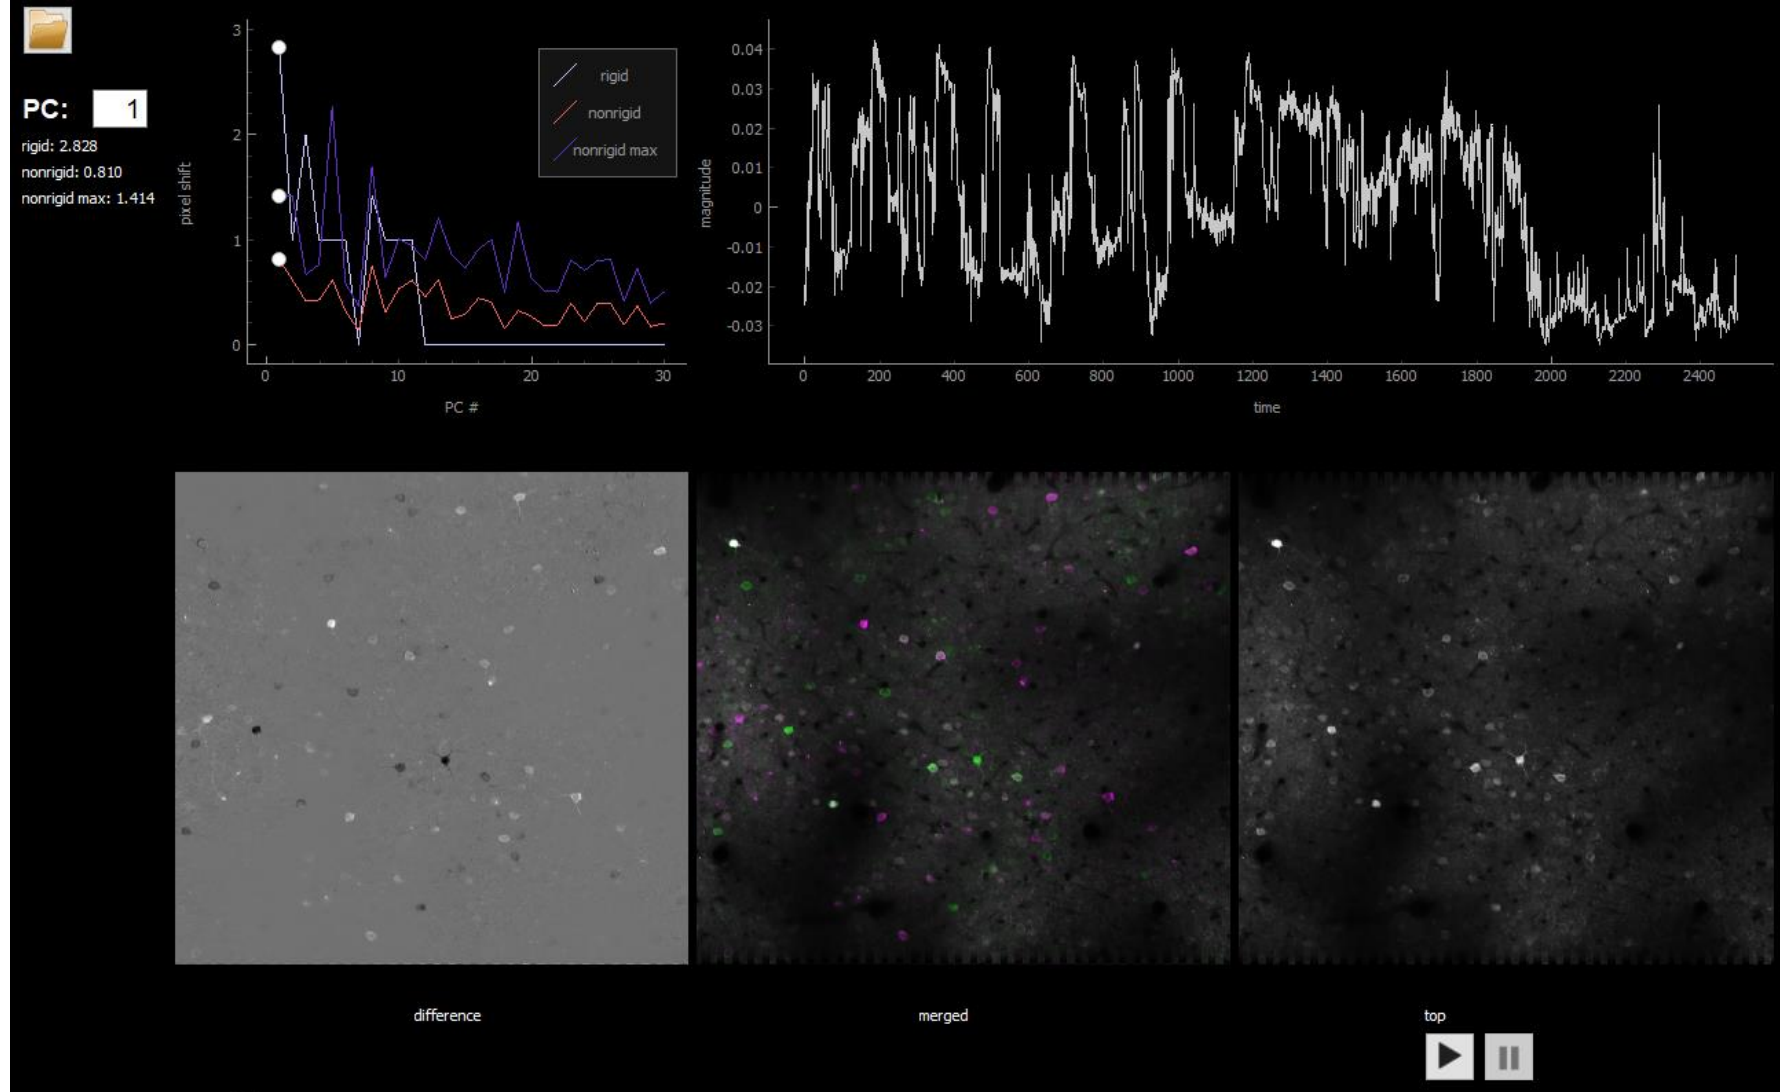 PC: 1
rigid: 2.828
nonrigid: 0.810
nonrigid max: 1.414
3
2
1
0
pixel shift
rigid
nonrigid
nonrigid max
0 10 20 30
PC #
0.04
0.03
0.02
0.01
0
-0.01
-0.02
-0.03
magnitude
0 200 400 600 800 1000 1200 1400 1600 1800 2000 2200 2400
time
difference merged top